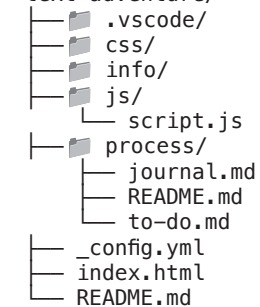 .vscode/
css/
info/
js/
script.js
process/
journal.md
README.md
to-do.md
_config.yml
index.html
README.md